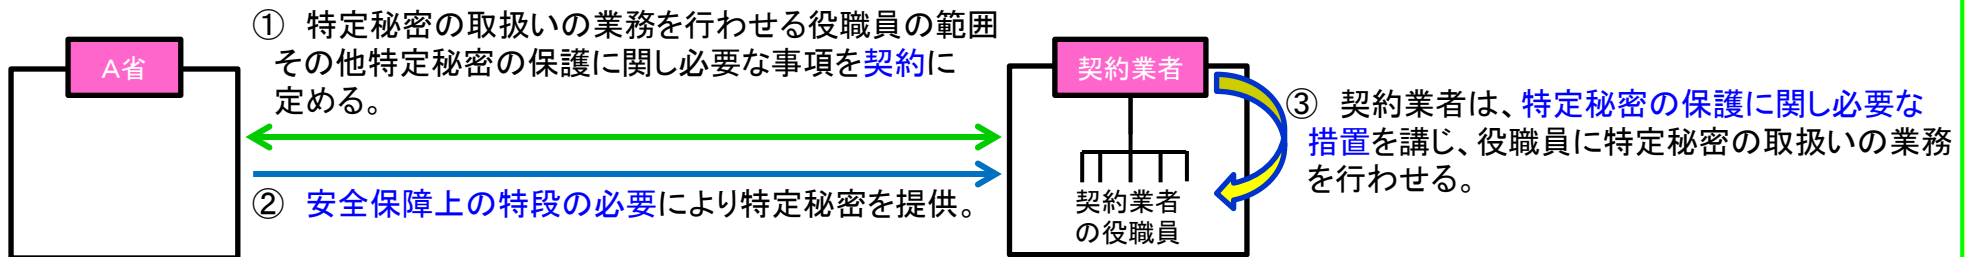 A省
① 特定秘密の取扱いの業務を行わせる役職員の範囲
その他特定秘密の保護に関し必要な事項を契約に
定める。
② 安全保障上の特段の必要により特定秘密を提供。
契約業者
契約業者
の役職員
③ 契約業者は、特定秘密の保護に関し必要な
措置を講じ、役職員に特定秘密の取扱いの業務
を行わせる。